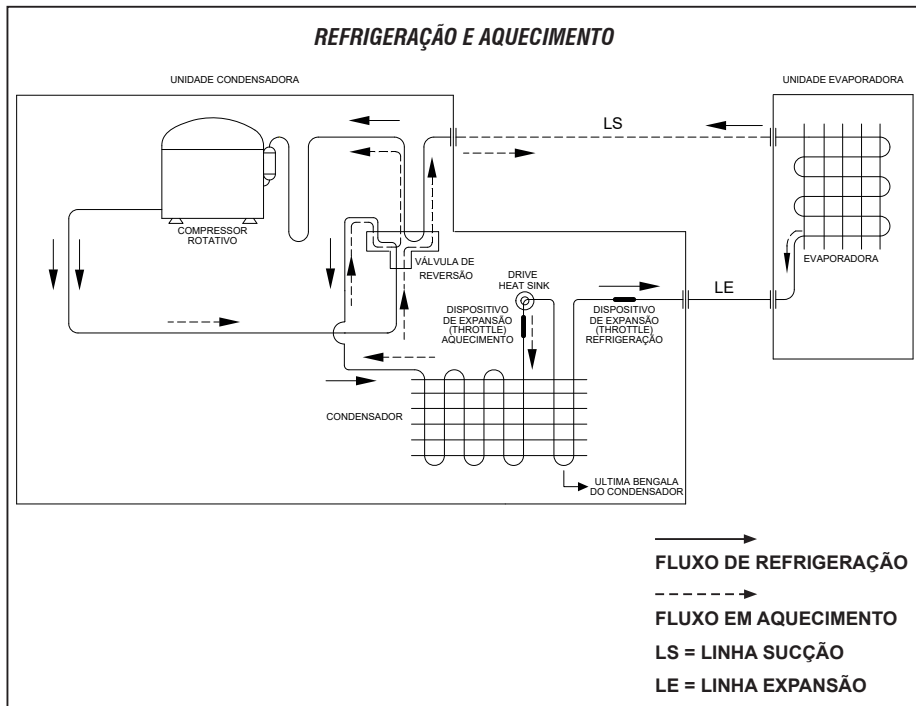 REFRIGERAÇÃO E AQUECIMENTO
UNIDADE CONDENSADORA
UNIDADE EVAPORADORA
LS
COMPRESSOR
ROTATIVO
VÁLVULA DE
REVERSÃO
EVAPORADORA
DRIVE
HEAT SINK
LE
DISPOSITIVO
DE EXPANSÃO
(THROTTLE)
AQUECIMENTO
DISPOSITIVO
DE EXPANSÃO
(THROTTLE)
REFRIGERAÇÃO
CONDENSADOR
ULTIMA BENGALA
DO CONDENSADOR
FLUXO DE REFRIGERAÇÃO
FLUXO EM AQUECIMENTO
LS = LINHA SUCÇÃO
LE = LINHA EXPANSÃO